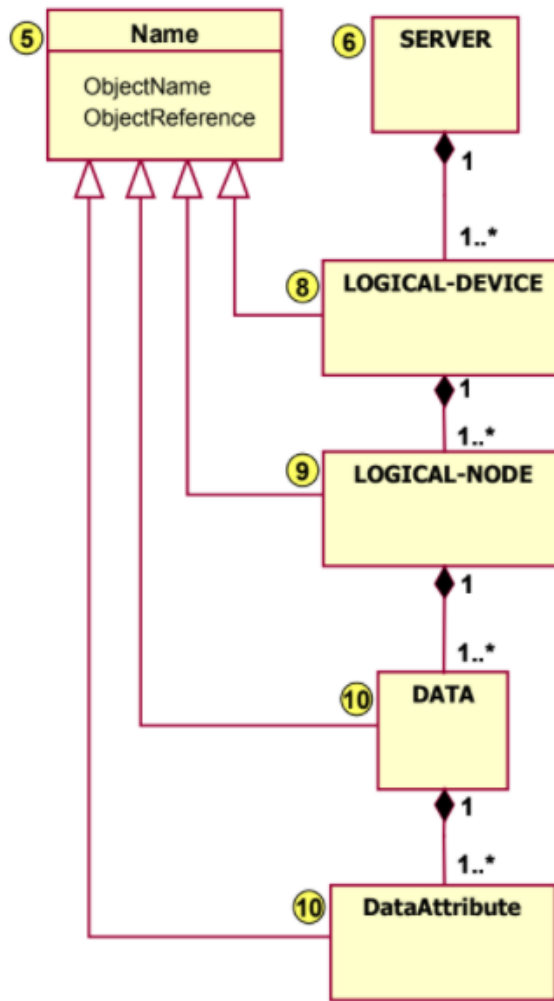 5
Name
ObjectName
ObjectReference
6
SERVER
1
1..*
8
LOGICAL-DEVICE
1
1..*
9
LOGICAL-NODE
1
1..*
10
DATA
1
1..*
10
DataAttribute